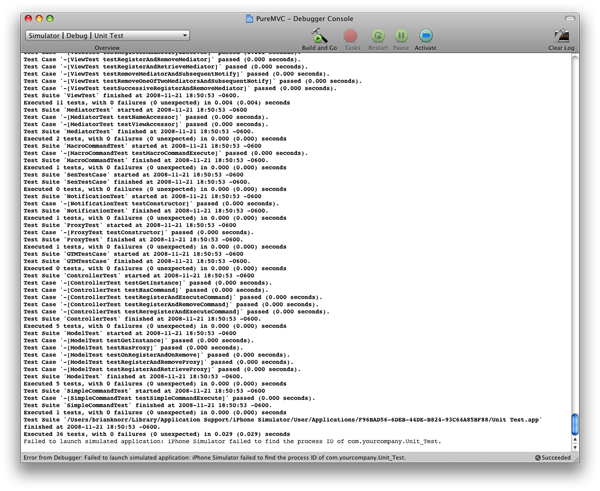 PureMVC – Debugger Console
Simulator | Debug | Unit Test
Overview
Build and Go
Tasks
Restart
Pause
Activate
Clear Log
Test Case '-[ViewTest testRegisterAndRemoveMediator]' passed (0.000 seconds).
Test Case '-[ViewTest testRegisterAndRetrieveMediator]' passed (0.000 seconds).
Test Case '-[ViewTest testRemoveMediatorAndSubsequentNotify]' passed (0.000 seconds).
Test Case '-[ViewTest testRemoveOneOfTwoMediatorsAndSubsequentNotify]' passed (0.000 seconds).
Test Case '-[ViewTest testSuccessiveRegisterAndRemoveMediator]' passed (0.000 seconds).
Test Suite 'ViewTest' finished at 2008-11-21 18:50:53 -0600.
Executed 11 tests, with 0 failures (0 unexpected) in 0.004 (0.004) seconds
Test Suite 'MediatorTest' started at 2008-11-21 18:50:53 -0600
Test Case '-[MediatorTest testNameAccessor]' passed (0.000 seconds).
Test Case '-[MediatorTest testViewAccessor]' passed (0.000 seconds).
Test Suite 'MediatorTest' finished at 2008-11-21 18:50:53 -0600.
Executed 2 tests, with 0 failures (0 unexpected) in 0.000 (0.000) seconds
Test Suite 'MacroCommandTest' started at 2008-11-21 18:50:53 -0600
Test Case '-[MacroCommandTest testMacroCommandExecute]' passed (0.000 seconds).
Test Suite 'MacroCommandTest' finished at 2008-11-21 18:50:53 -0600.
Executed 1 tests, with 0 failures (0 unexpected) in 0.000 (0.000) seconds
Test Suite 'SenTestCase' started at 2008-11-21 18:50:53 -0600
Test Suite 'SenTestCase' finished at 2008-11-21 18:50:53 -0600.
Executed 0 tests, with 0 failures (0 unexpected) in 0.000 (0.000) seconds
Test Suite 'NotificationTest' started at 2008-11-21 18:50:53 -0600
Test Case '-[NotificationTest testConstructor]' passed (0.000 seconds).
Test Suite 'NotificationTest' finished at 2008-11-21 18:50:53 -0600.
Executed 1 tests, with 0 failures (0 unexpected) in 0.000 (0.000) seconds
Test Suite 'ProxyTest' started at 2008-11-21 18:50:53 -0600
Test Case '-[ProxyTest testConstructor]' passed (0.000 seconds).
Test Suite 'ProxyTest' finished at 2008-11-21 18:50:53 -0600.
Executed 1 tests, with 0 failures (0 unexpected) in 0.000 (0.000) seconds
Test Suite 'GTMTestCase' started at 2008-11-21 18:50:53 -0600
Test Suite 'GTMTestCase' finished at 2008-11-21 18:50:53 -0600.
Executed 0 tests, with 0 failures (0 unexpected) in 0.000 (0.000) seconds
Test Suite 'ControllerTest' started at 2008-11-21 18:50:53 -0600
Test Case '-[ControllerTest testGetInstance]' passed (0.000 seconds).
Test Case '-[ControllerTest testHasCommand]' passed (0.000 seconds).
Test Case '-[ControllerTest testRegisterAndExecuteCommand]' passed (0.000 seconds).
Test Case '-[ControllerTest testRegisterAndRemoveCommand]' passed (0.000 seconds).
Test Case '-[ControllerTest testReregisterAndExecuteCommand]' passed (0.000 seconds).
Test Suite 'ControllerTest' finished at 2008-11-21 18:50:53 -0600.
Executed 5 tests, with 0 failures (0 unexpected) in 0.000 (0.000) seconds
Test Suite 'ModelTest' started at 2008-11-21 18:50:53 -0600
Test Case '-[ModelTest testGetInstance]' passed (0.000 seconds).
Test Case '-[ModelTest testHasProxy]' passed (0.000 seconds).
Test Case '-[ModelTest testOnRegisterAndOnRemove]' passed (0.000 seconds).
Test Case '-[ModelTest testRegisterAndRemoveProxy]' passed (0.000 seconds).
Test Case '-[ModelTest testRegisterAndRetrieveProxy]' passed (0.000 seconds).
Test Suite 'ModelTest' finished at 2008-11-21 18:50:53 -0600.
Executed 5 tests, with 0 failures (0 unexpected) in 0.000 (0.000) seconds
Test Suite 'SimpleCommandTest' started at 2008-11-21 18:50:53 -0600
Test Case '-[SimpleCommandTest testSimpleCommandExecute]' passed (0.000 seconds).
Test Suite 'SimpleCommandTest' finished at 2008-11-21 18:50:53 -0600.
Executed 1 tests, with 0 failures (0 unexpected) in 0.000 (0.000) seconds
Test Suite '/Users/brianknorr/Library/Application Support/iPhone Simulator/User/Applications/F96BAD56-6DEB-44DE-B824-93C64A85BF88/Unit Test.app'
finished at 2008-11-21 18:50:53 -0600.
Executed 36 tests, with 0 failures (0 unexpected) in 0.029 (0.029) seconds
Failed to launch simulated application: iPhone Simulator failed to find the process ID of com.yourcompany.Unit_Test.
Error from Debugger: Failed to launch simulated application: iPhone Simulator failed to find the process ID of com.yourcompany.Unit_Test.
Succeeded